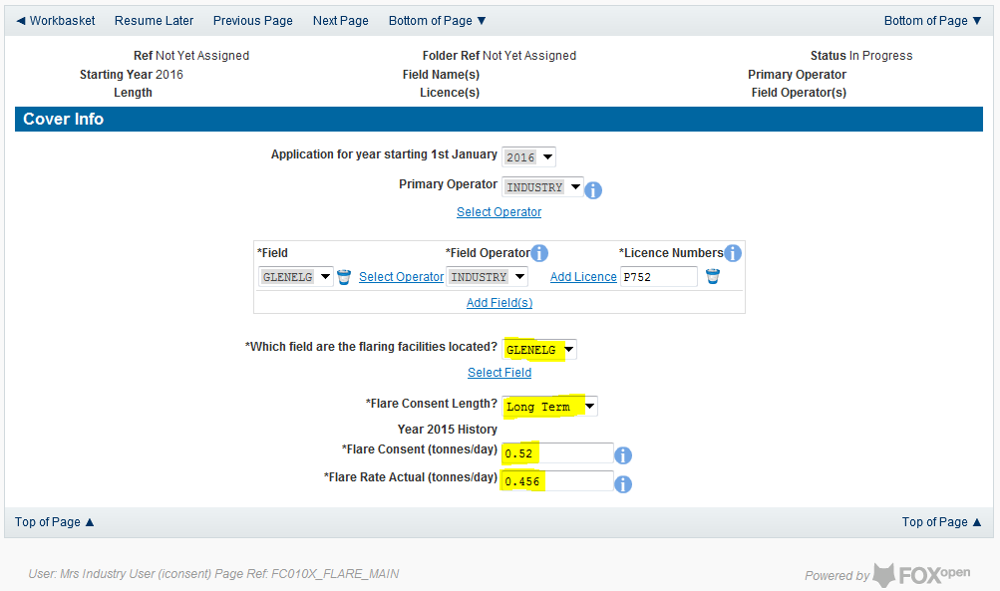 ◄ Workbasket Resume Later Previous Page Next Page Bottom of Page ▼ Bottom of Page ▼
Ref Not Yet Assigned Folder Ref Not Yet Assigned Status In Progress
Starting Year 2016 Field Name(s) Primary Operator
Length Licence(s) Field Operator(s)
Cover Info
Application for year starting 1st January 2016
Primary Operator INDUSTRY
Select Operator
*Field *Field Operator *Licence Numbers
GLENELG Select Operator INDUSTRY Add Licence P752
Add Field(s)
*Which field are the flaring facilities located? GLENELG
Select Field
*Flare Consent Length? Long Term
Year 2015 History
*Flare Consent (tonnes/day) 0.52
*Flare Rate Actual (tonnes/day) 0.456
Top of Page ▲ Top of Page ▲
User: Mrs Industry User (iconsent) Page Ref: FC010X_FLARE_MAIN Powered by FOXopen